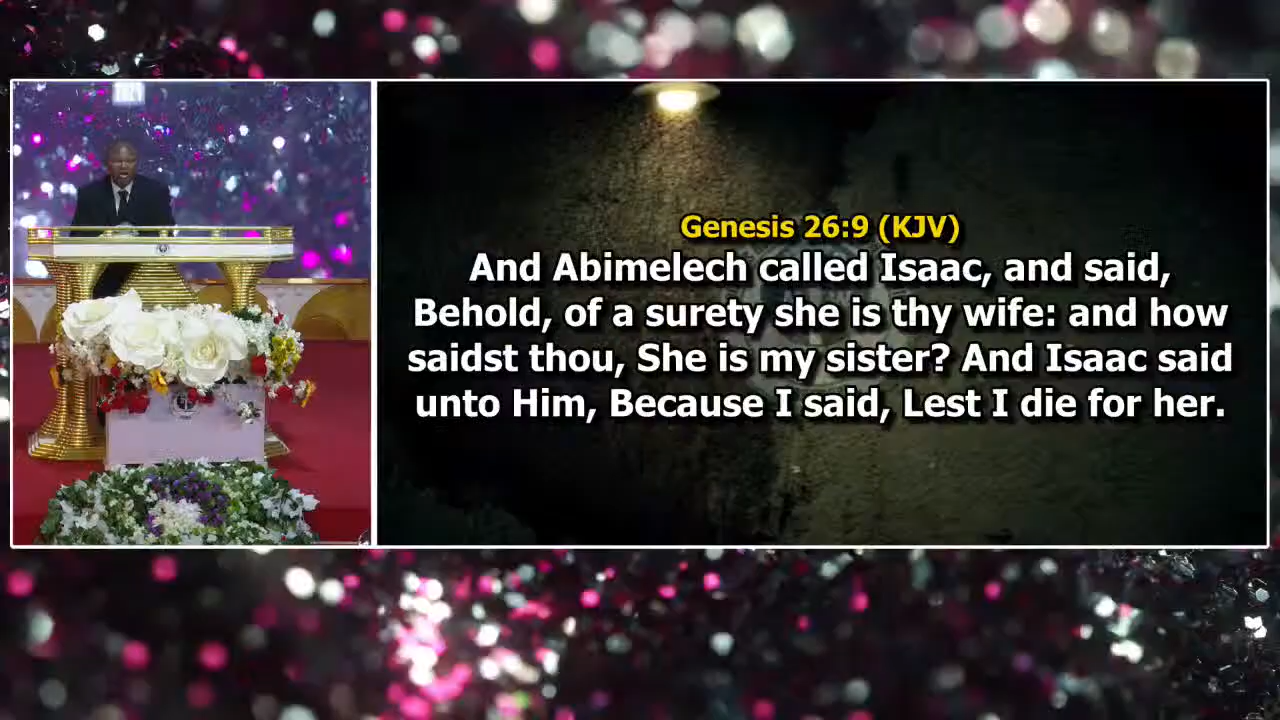 Genesis 26:9 (KJV)
And Abimelech called Isaac, and said,
Behold, of a surety she is thy wife: and how
saidst thou, She is my sister? And Isaac said
unto Him, Because I said, Lest I die for her.